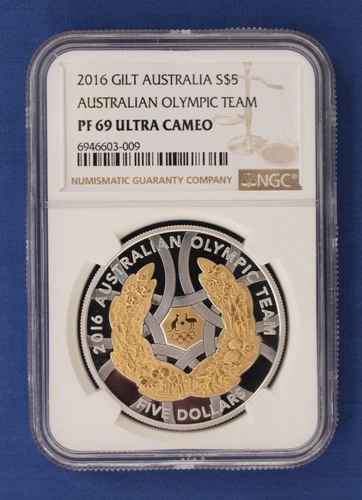 2016 GILT AUSTRALIA S$5
AUSTRALIAN OLYMPIC TEAM
PF 69 ULTRA CAMEO
6946603-009
NUMISMATIC GUARANTY COMPANY
NGC
2016 AUSTRALIAN OLYMPIC TEAM
FIVE DOLLARS